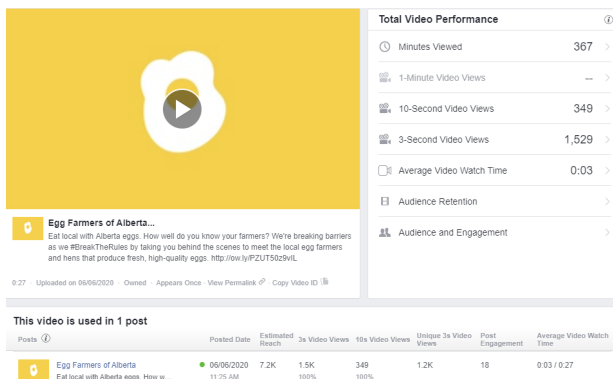 Total Video Performance
Minutes Viewed 367
1-Minute Video Views --
10-Second Video Views 349
3-Second Video Views 1,529
Average Video Watch Time 0:03
Audience Retention
Audience and Engagement
Egg Farmers of Alberta...
Eat local with Alberta eggs. How well do you know your farmers? We're breaking barriers
as we #BreakTheRules by taking you behind the scenes to meet the local egg farmers
and hens that produce fresh, high-quality eggs. http://ow.ly/PZUT50z9vlL
0:27 · Uploaded on 06/06/2020 · Owned · Appears Once · View Permalink · Copy Video ID
This video is used in 1 post
Posts Posted Date Estimated Reach 3s Video Views 10s Video Views Unique 3s Video Views Post Engagement Average Video Watch Time
Egg Farmers of Alberta 06/06/2020 7.2K 1.5K 349 1.2K 18 0:03 / 0:27
Eat local with Alberta eggs. How w... 11:25 AM 100% 100%